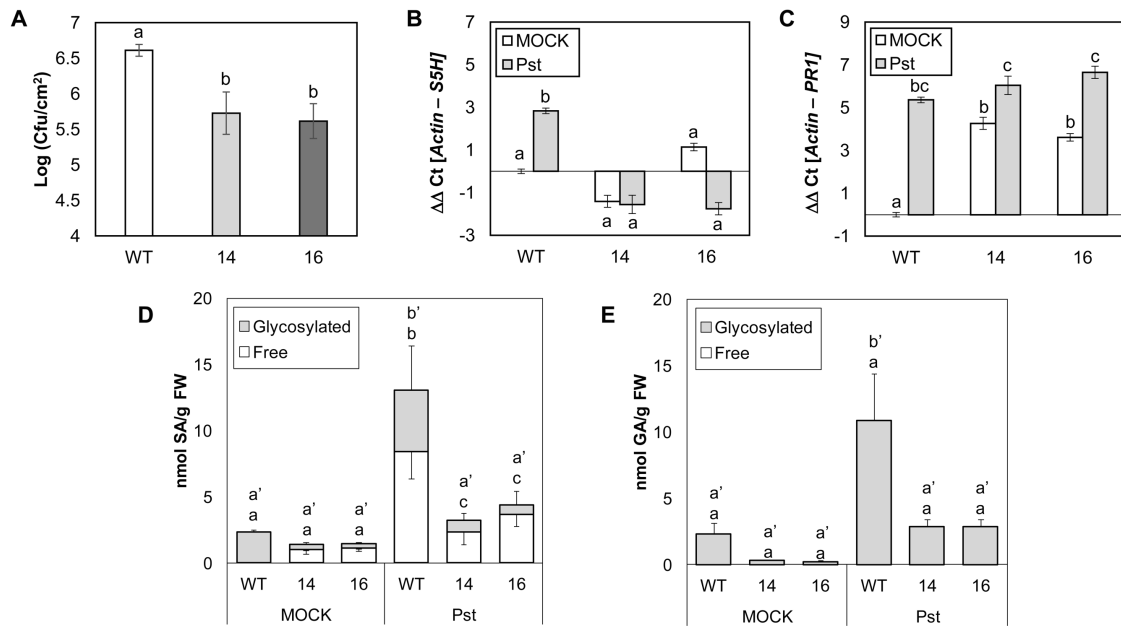 A
7
6.5
6
5.5
5
4.5
4
Log (Cfu/cm²)
a
b
b
WT
14
16
B
7
5
3
1
-1
-3
ΔΔ Ct [Actin – S5H]
MOCK
Pst
a
b
a
a
a
a
WT
14
16
C
9
7
5
3
1
-1
ΔΔ Ct [Actin – PR1]
MOCK
Pst
a
bc
b
c
b
c
WT
14
16
D
20
15
10
5
0
nmol SA/g FW
Glycosylated
Free
a’
a
a’
a
a’
a
b’
b
a’
c
a’
c
WT
14
16
WT
14
16
MOCK
Pst
E
20
15
10
5
0
nmol GA/g FW
Glycosylated
Free
a’
a
a’
a
a’
a
b’
a
a’
a
a’
a
WT
14
16
WT
14
16
MOCK
Pst